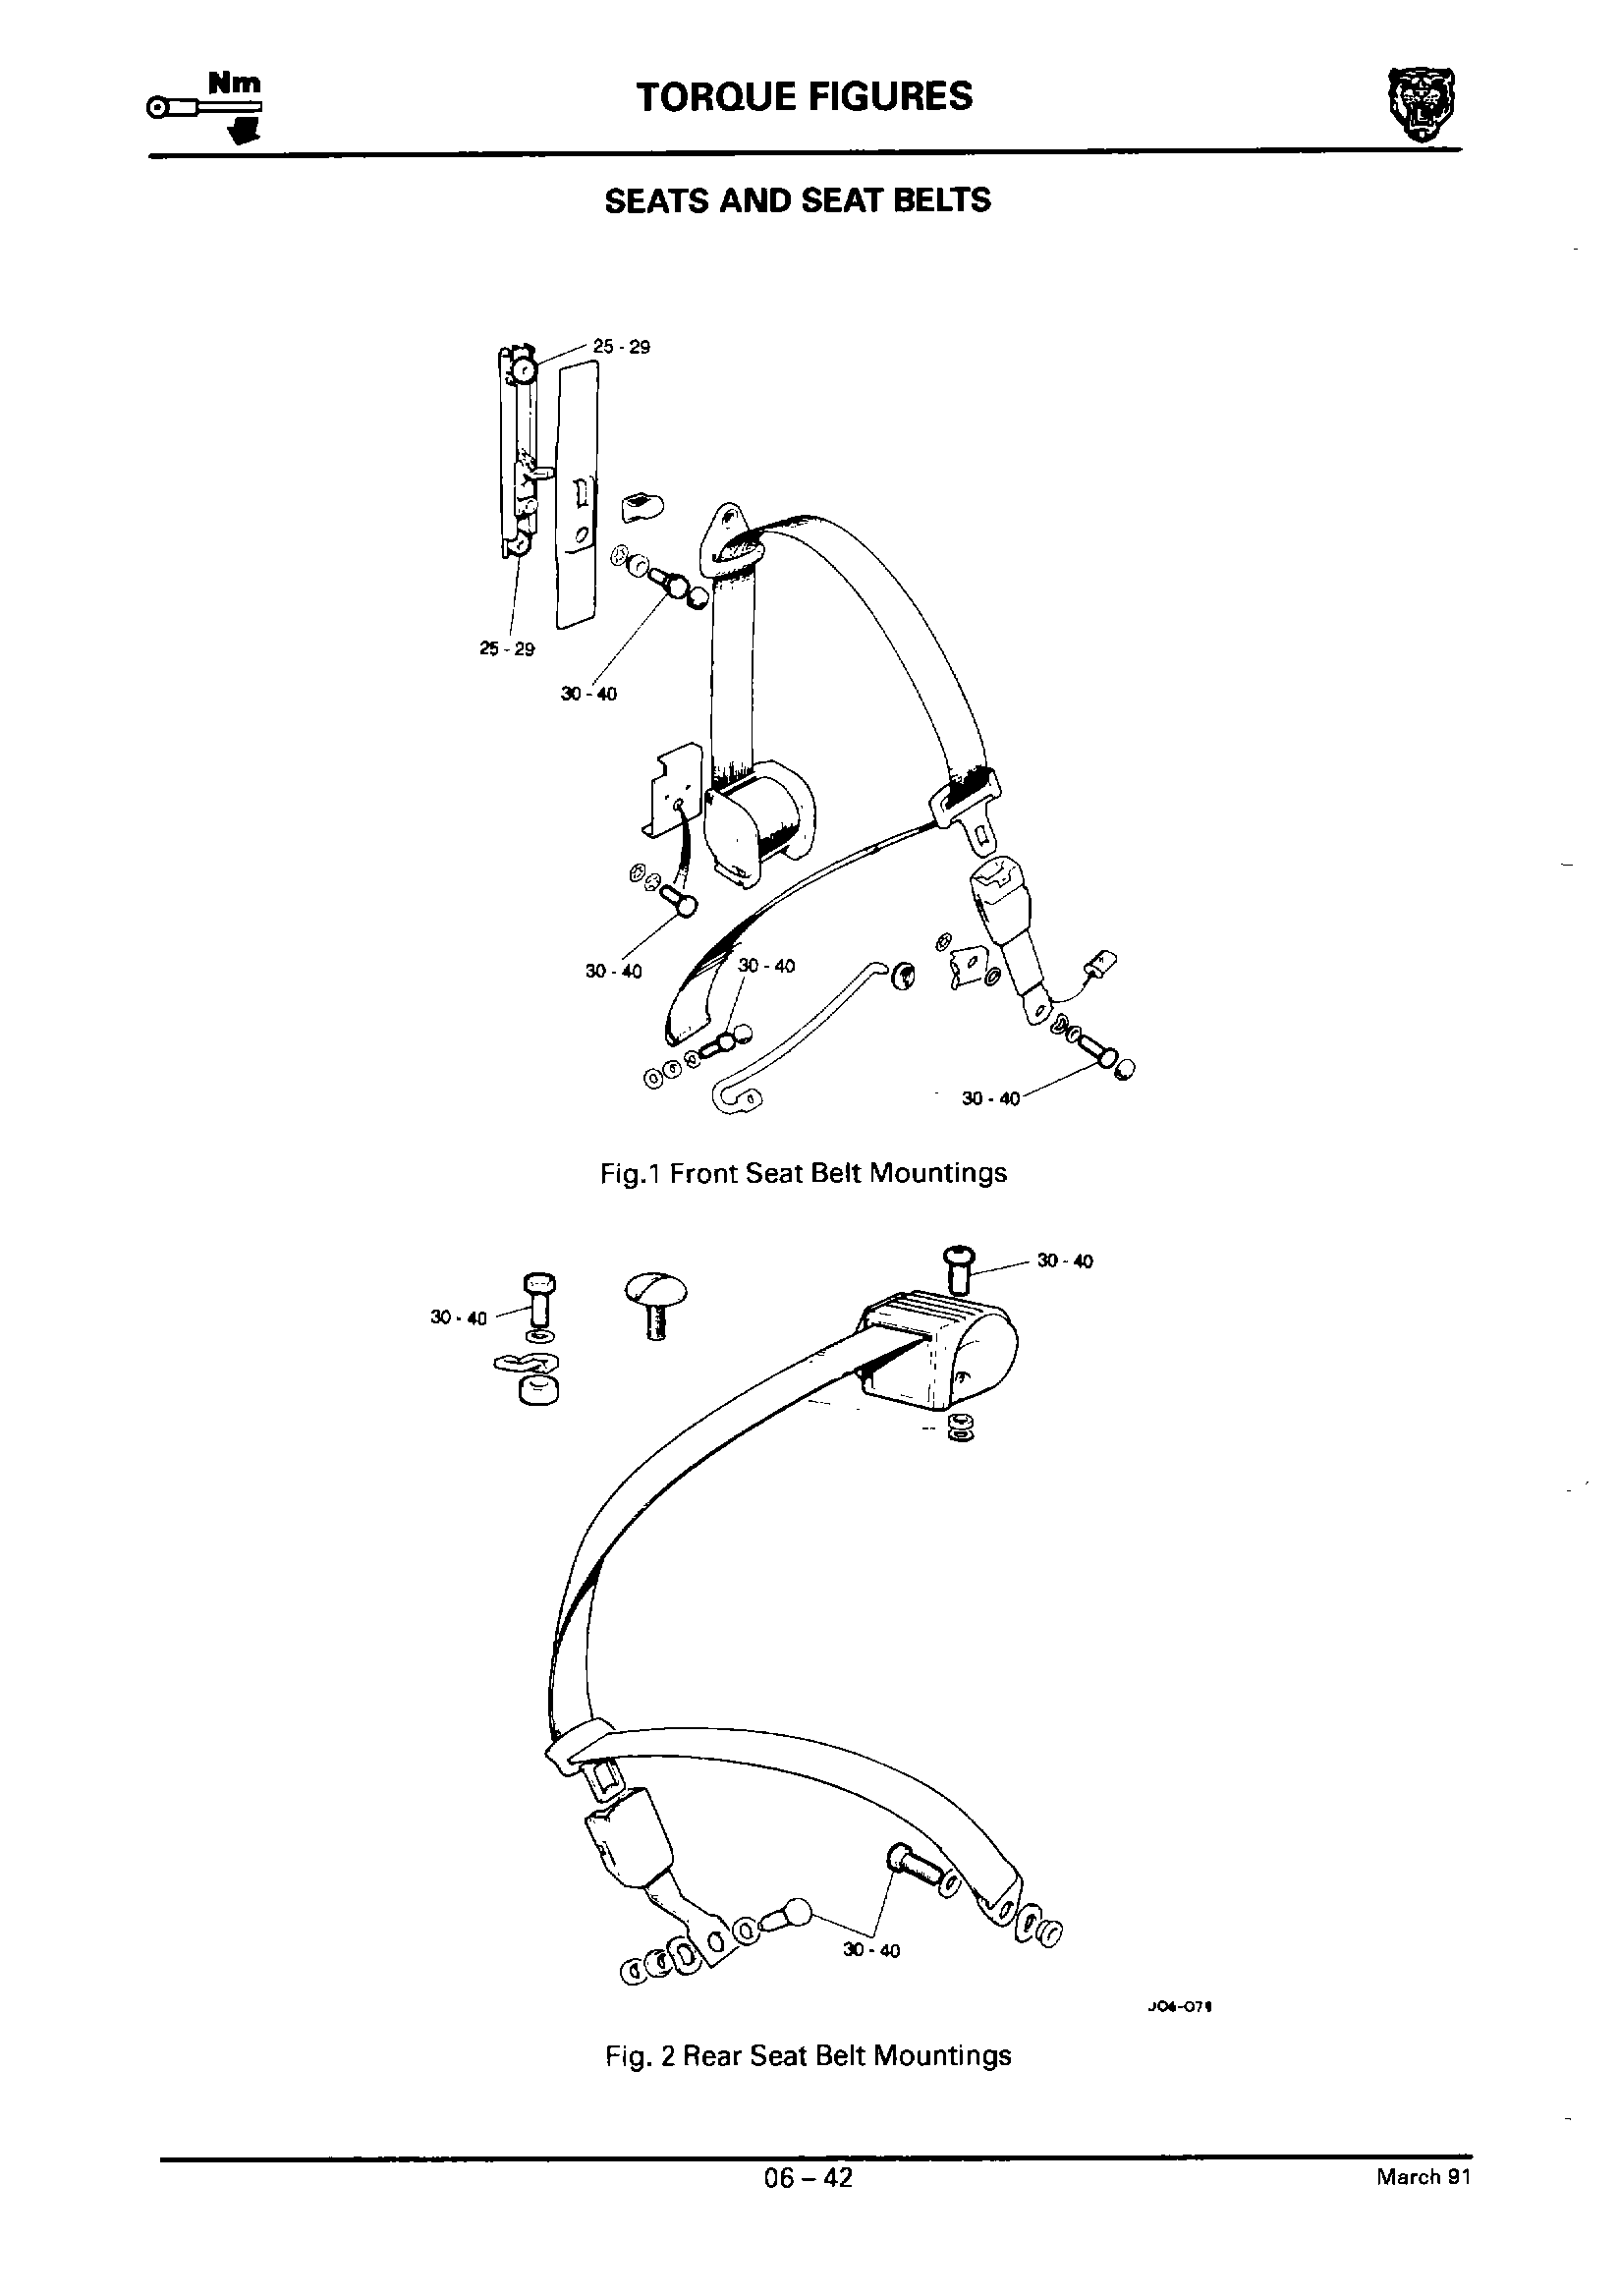 Nm
TORQUE FIGURES
SEATS AND SEAT BELTS
25 - 29
25 - 29
30 - 40
30 - 40
30 - 40
30 - 40
Fig.1 Front Seat Belt Mountings
30 - 40
30 - 40
30 - 40
J04-071
Fig. 2 Rear Seat Belt Mountings
06 – 42
March 91